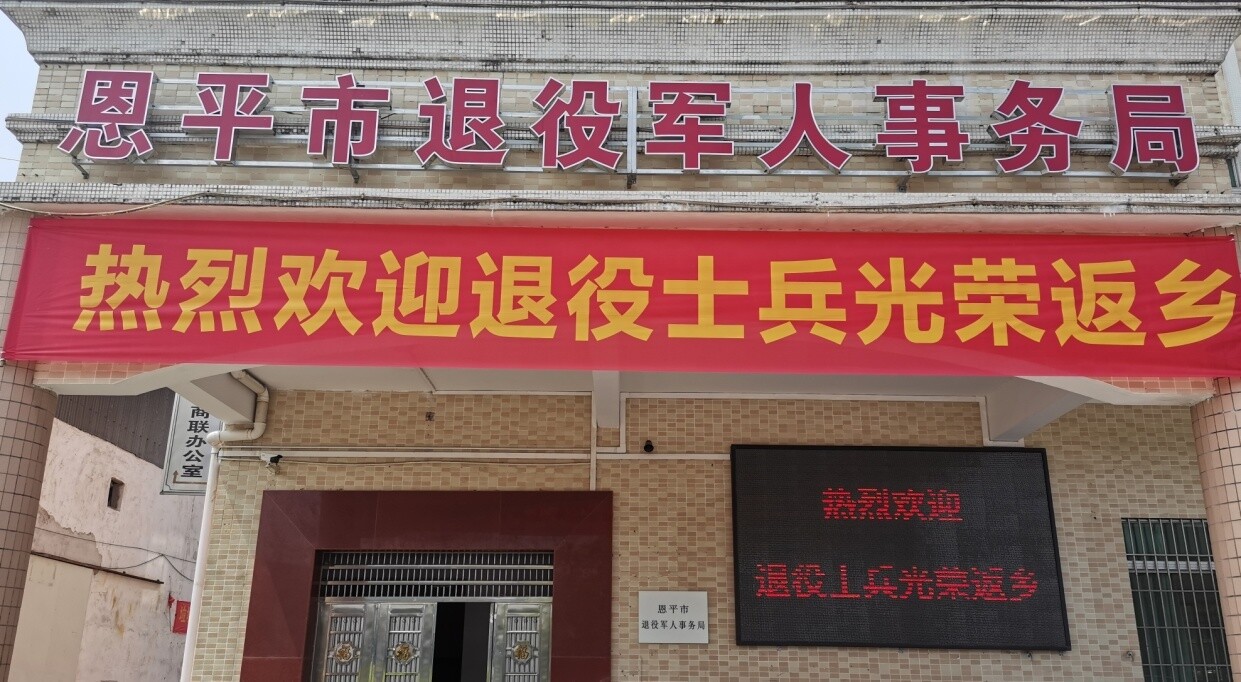 恩平市退役军人事务局
热烈欢迎退役士兵光荣返乡
商联办公室
热烈欢迎
退役士兵光荣返乡
恩平市
退役军人事务局